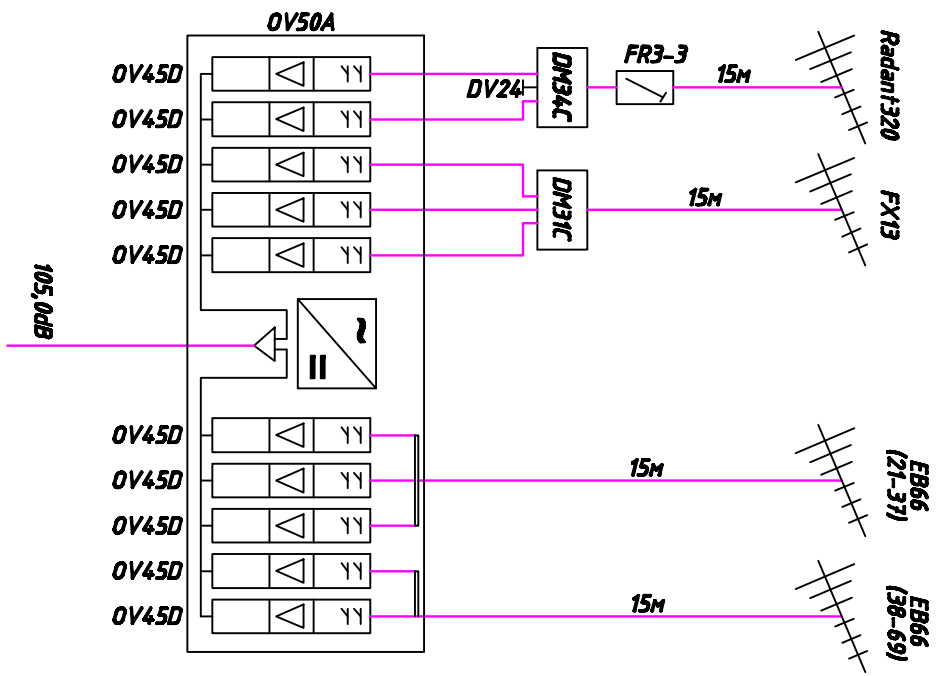 OV50A
OV45D
OV45D
OV45D
OV45D
OV45D
OV45D
OV45D
OV45D
OV45D
OV45D
105,0dB
DV24
DM34C
DM31C
FR3-3
15м
15м
15м
15м
Radant320
FX13
EB66
(21-37)
EB66
(38-69)